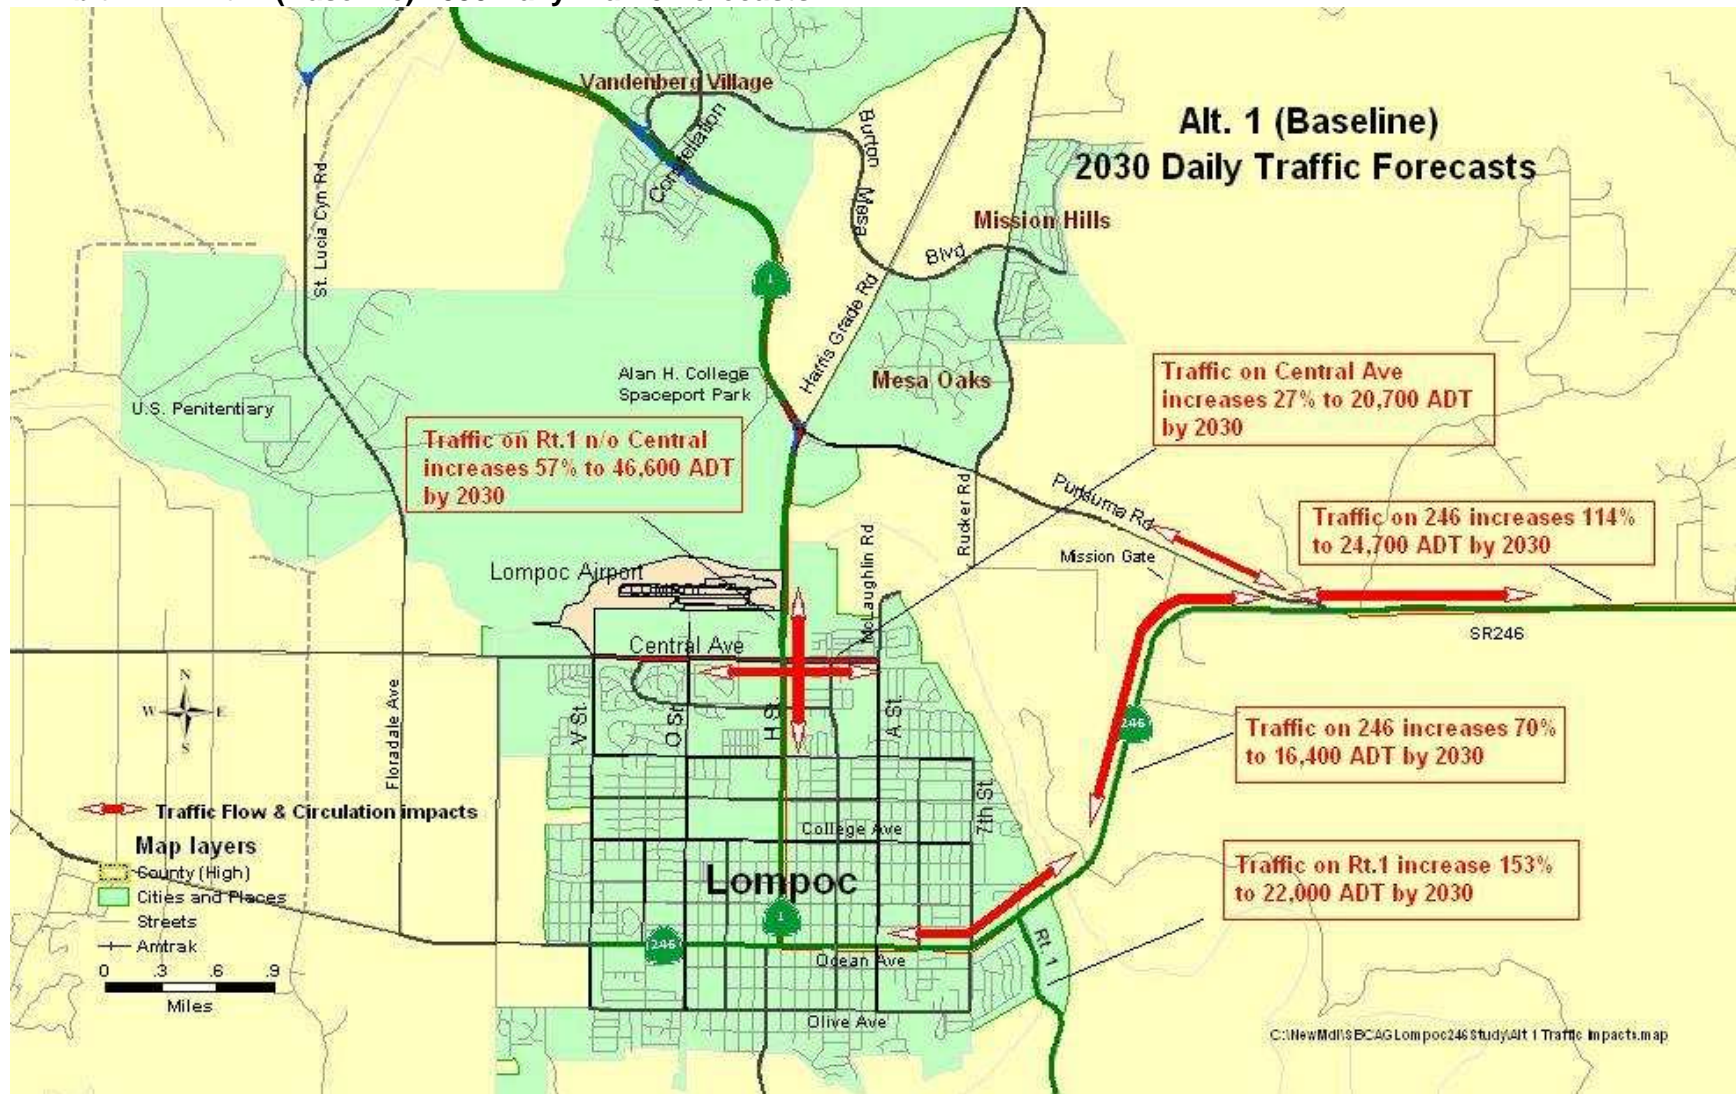 Vandenberg Village
Constellation
Burton Mesa Blvd
Alt. 1 (Baseline)
2030 Daily Traffic Forecasts
St. Lucia Cyn Rd
Mission Hills
1
Harris Grade Rd
Alan H. College
Spaceport Park
Mesa Oaks
U.S. Penitentiary
Traffic on Central Ave
increases 27% to 20,700 ADT
by 2030
Traffic on Rt.1 n/o Central
increases 57% to 46,600 ADT
by 2030
Rucker Rd
Purisuma Rd
Mission Gate
Traffic on 246 increases 114%
to 24,700 ADT by 2030
Lompoc Airport
McLaughlin Rd
SR246
Central Ave
N
W E
S
Floradale Ave
V St.
O St.
H St.
A St.
246
Traffic on 246 increases 70%
to 16,400 ADT by 2030
7th St.
Traffic Flow & Circulation impacts
College Ave
Map layers
County (High)
Cities and Places
Streets
Amtrak
0 .3 .6 .9
Miles
Lompoc
1
246
Ocean Ave
Rt. 1
Traffic on Rt.1 increase 153%
to 22,000 ADT by 2030
Olive Ave
C:\NewMdl\SBCAGLompoc246Study\Alt 1 Traffic Impacts.map